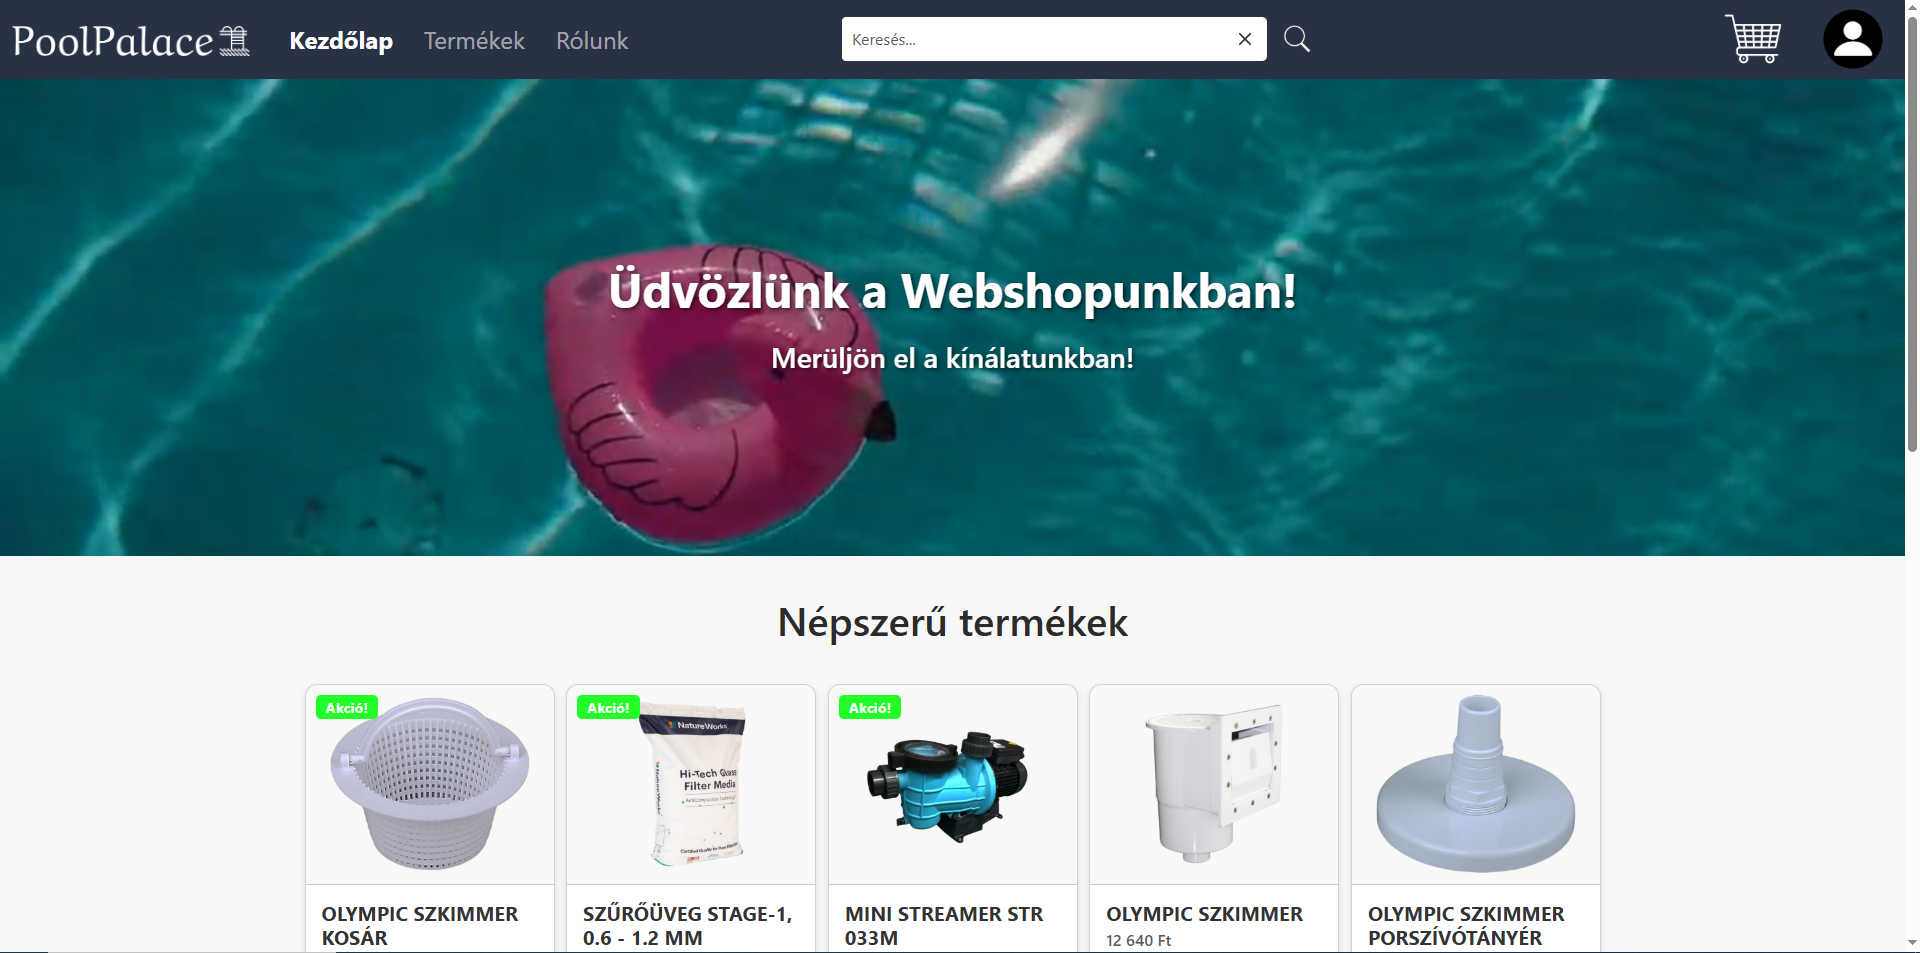 PoolPalace
Kezdőlap
Termékek
Rólunk
Keresés...
Üdvözlünk a Webshopunkban!
Merüljön el a kínálatunkban!
Népszerű termékek
Akció!
Akció!
Akció!
NatureWorks
Hi-Tech Glass
Filter Media
OLYMPIC SZKIMMER
KOSÁR
SZŰRŐÜVEG STAGE-1,
0.6 - 1.2 MM
MINI STREAMER STR
033M
OLYMPIC SZKIMMER
12 640 Ft
OLYMPIC SZKIMMER
PORSZÍVÓTÁNYÉR